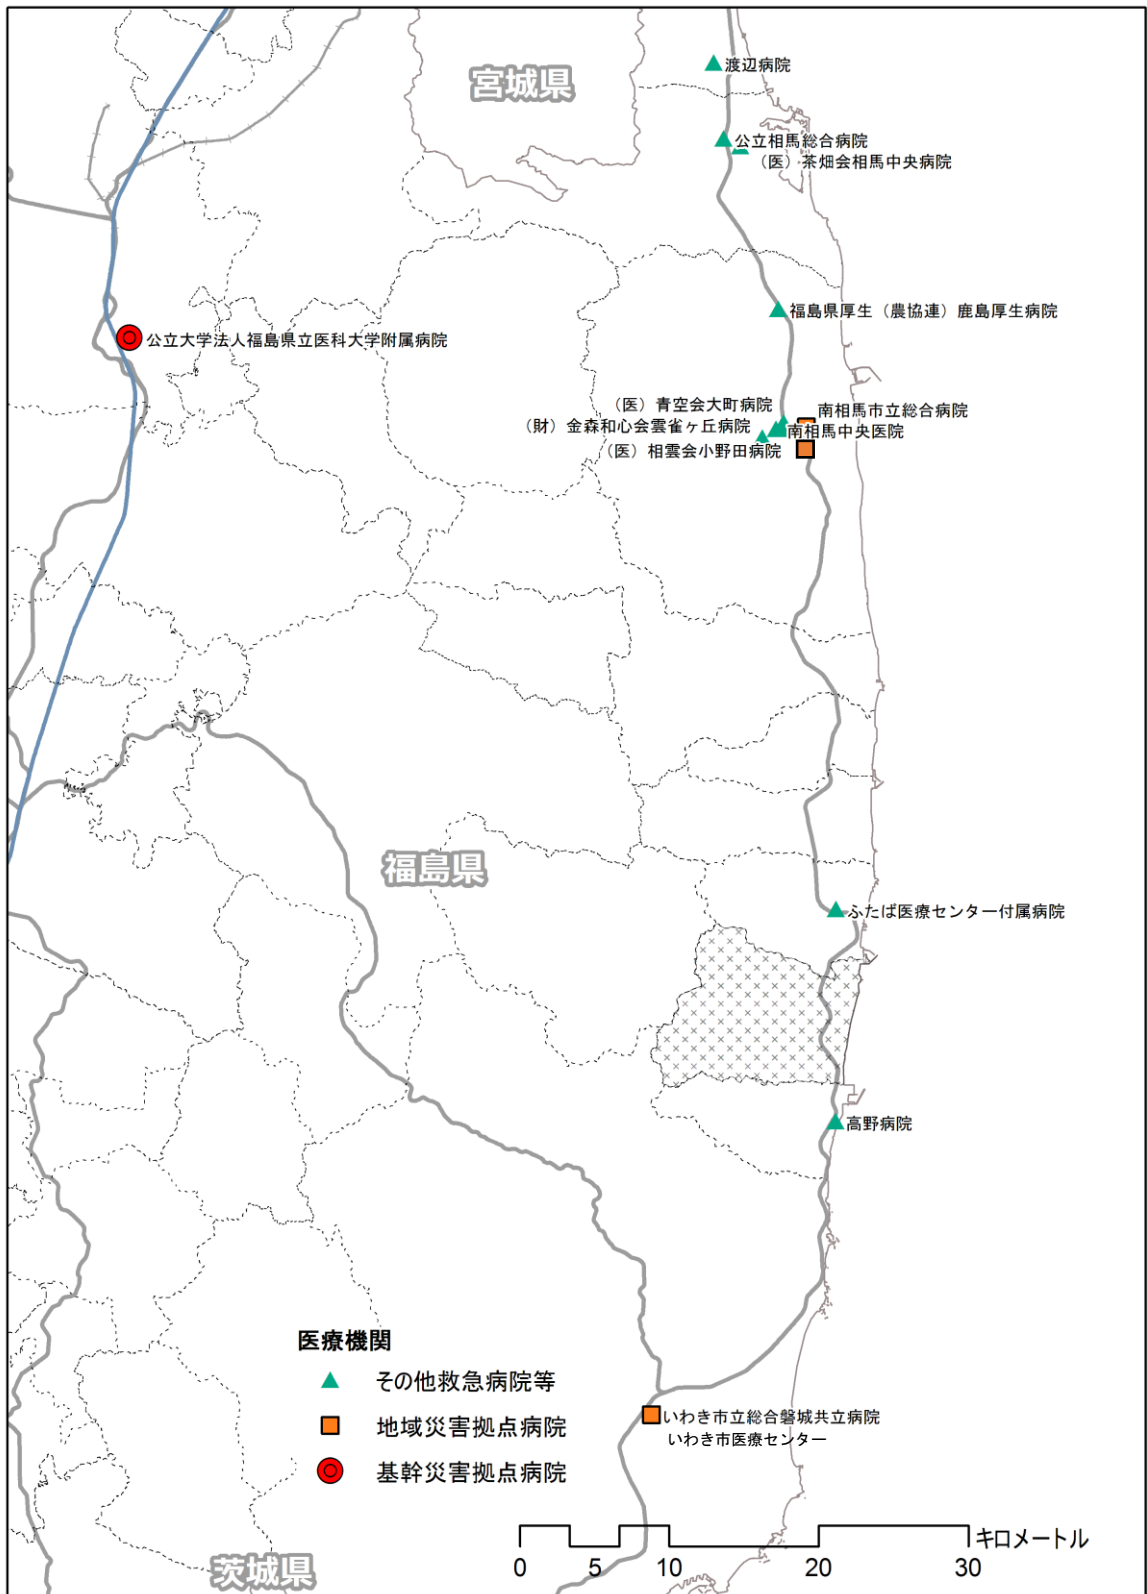 宮城県
渡辺病院
公立相馬総合病院
（医）茶畑会相馬中央病院
福島県厚生（農協連）鹿島厚生病院
公立大学法人福島県立医科大学附属病院
（医）青空会大町病院
南相馬市立総合病院
（財）金森和心会雲雀ヶ丘病院
南相馬中央医院
（医）相雲会小野田病院
福島県
ふたば医療センター付属病院
高野病院
医療機関
その他救急病院等
地域災害拠点病院
基幹災害拠点病院
いわき市立総合磐城共立病院
いわき市医療センター
キロメートル
0 5 10 20 30
茨城県